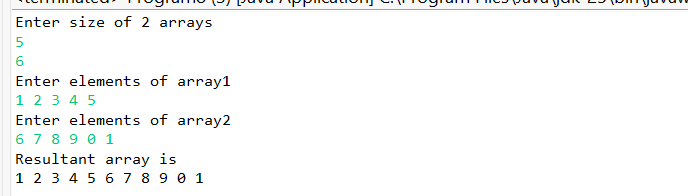 <terminated> Program6 (3) [Java Application] C:\Program Files\Java\jdk-23\bin\javaw
Enter size of 2 arrays
5
6
Enter elements of array1
1 2 3 4 5
Enter elements of array2
6 7 8 9 0 1
Resultant array is
1 2 3 4 5 6 7 8 9 0 1